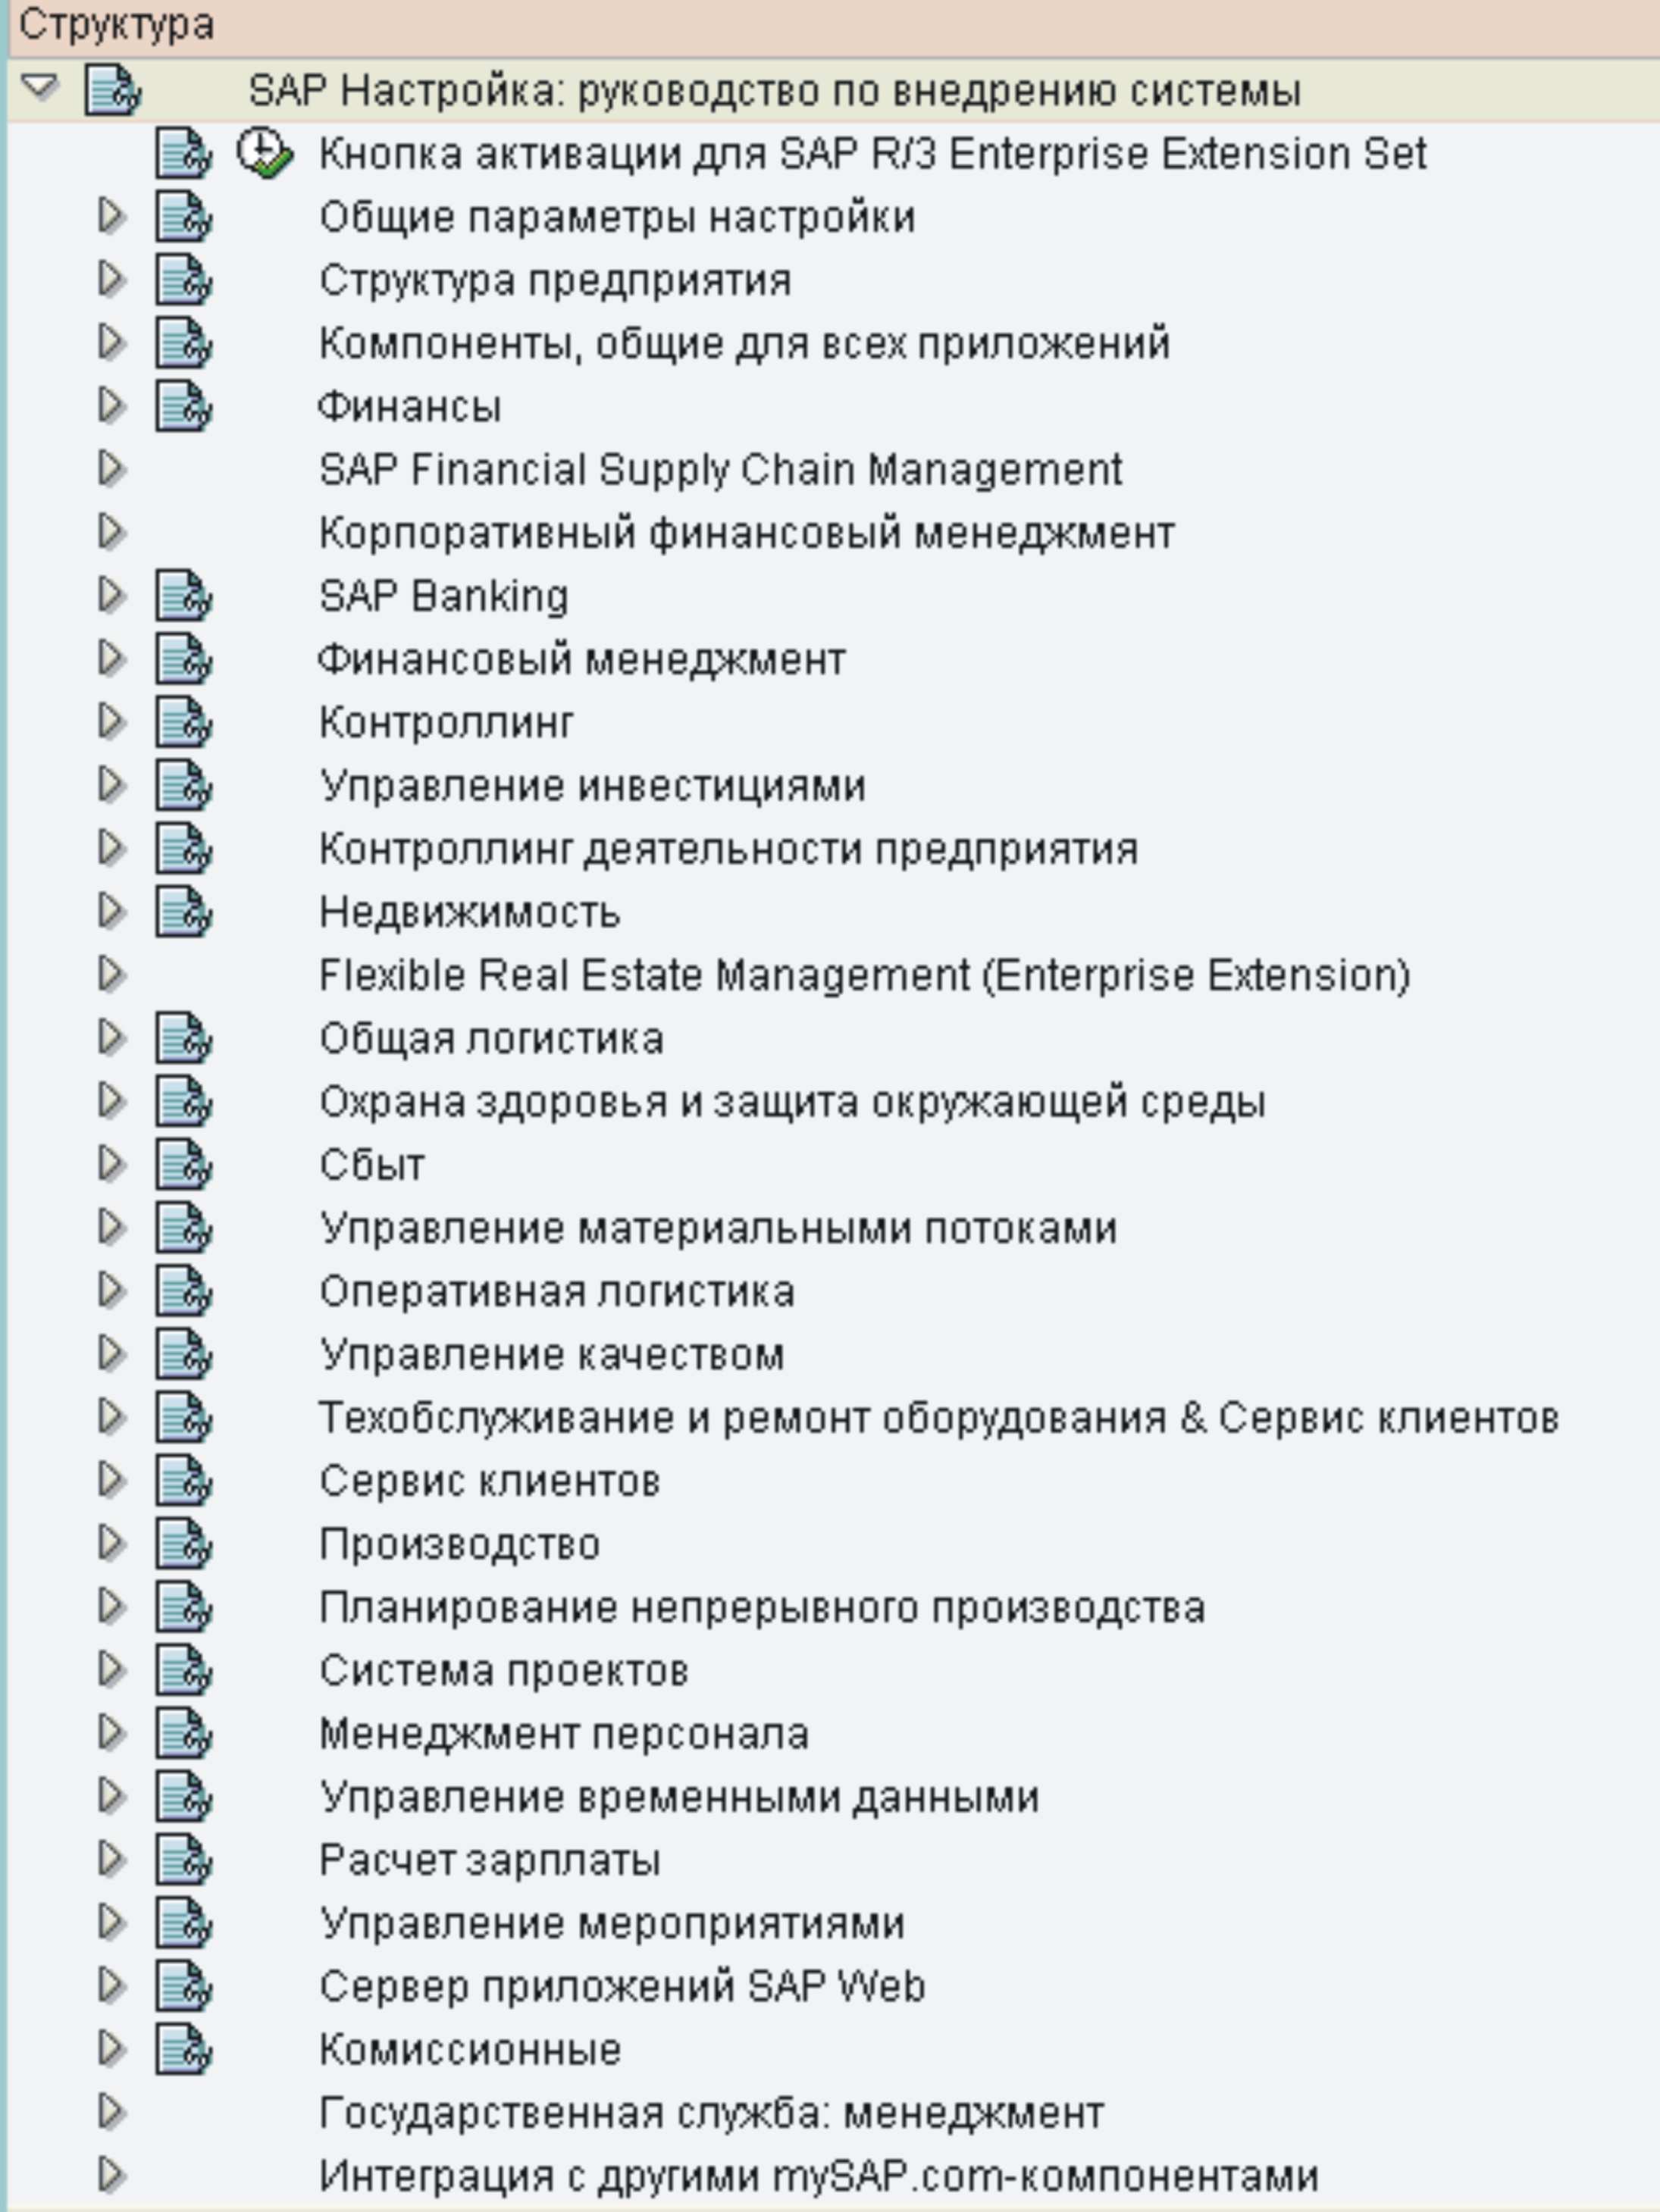 Структура
SAP Настройка: руководство по внедрению системы
Кнопка активации для SAP R/3 Enterprise Extension Set
Общие параметры настройки
Структура предприятия
Компоненты, общие для всех приложений
Финансы
SAP Financial Supply Chain Management
Корпоративный финансовый менеджмент
SAP Banking
Финансовый менеджмент
Контроллинг
Управление инвестициями
Контроллинг деятельности предприятия
Недвижимость
Flexible Real Estate Management (Enterprise Extension)
Общая логистика
Охрана здоровья и защита окружающей среды
Сбыт
Управление материальными потоками
Оперативная логистика
Управление качеством
Техобслуживание и ремонт оборудования & Сервис клиентов
Сервис клиентов
Производство
Планирование непрерывного производства
Система проектов
Менеджмент персонала
Управление временными данными
Расчет зарплаты
Управление мероприятиями
Сервер приложений SAP Web
Комиссионные
Государственная служба: менеджмент
Интеграция с другими mySAP.com-компонентами